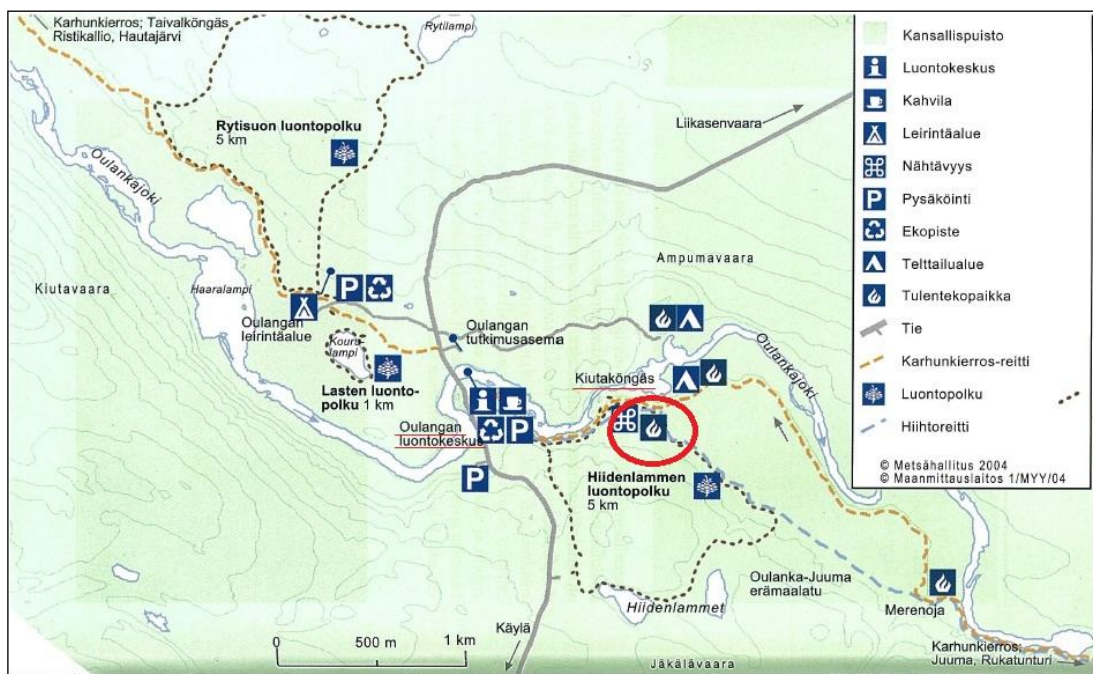 Karhunkierros; Taivalköngäs
Ristikallio, Hautajärvi
Rytilampi
Rytisuon luontopolku
5 km
Liikasenvaara
Oulankajoki
Kiutavaara
Haaralampi
Ampumavaara
P
Oulangan
leirintäalue
Kouru-
lampi
Oulangan
tutkimusasema
Lasten luonto-
polku 1 km
Kiutaköngäs
Oulankajoki
i
Oulangan
luontokeskus
P
P
Hiidenlammen
luontopolku
5 km
Oulanka-Juuma
erämaalatu
Hiidenlammet
Merenoja
Käylä
0 500 m 1 km
Jäkälävaara
Karhunkierros;
Juuma, Rukatunturi
Kansallispuisto
i Luontokeskus
Kahvila
Leirintäalue
Nähtävyys
P Pysäköinti
Ekopiste
Telttailualue
Tulentekopaikka
Tie
Karhunkierros-reitti
Luontopolku
Hiihtoreitti
© Metsähallitus 2004
© Maanmittauslaitos 1/MYY/04